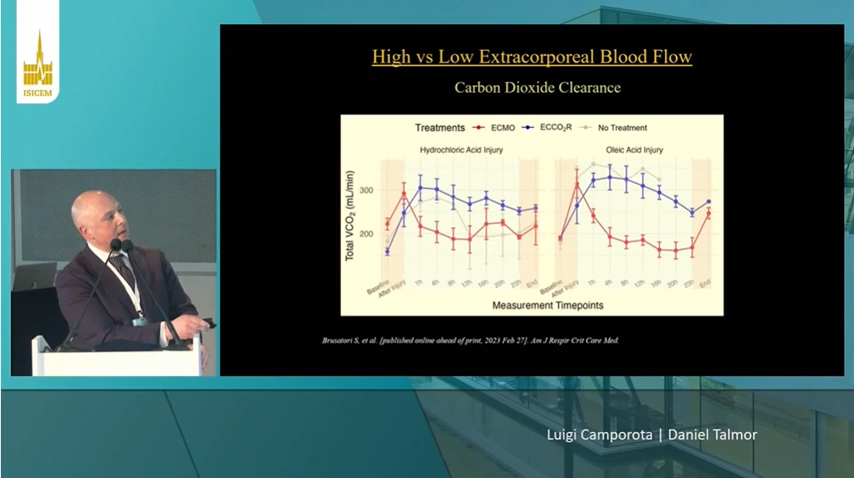 ISICEM
High vs Low Extracorporeal Blood Flow
Carbon Dioxide Clearance
Treatments ECMO ECCO₂R No Treatment
Hydrochloric Acid Injury Oleic Acid Injury
Total VCO₂ (mL/min)
300
200
Baseline After Injury 1h 4h 8h 12h 16h 20h 23h End Baseline After Injury 1h 4h 8h 12h 16h 20h 23h End
Measurement Timepoints
Brusatori S, et al. [published online ahead of print, 2023 Feb 27]. Am J Respir Crit Care Med.
Luigi Camporota | Daniel Talmor